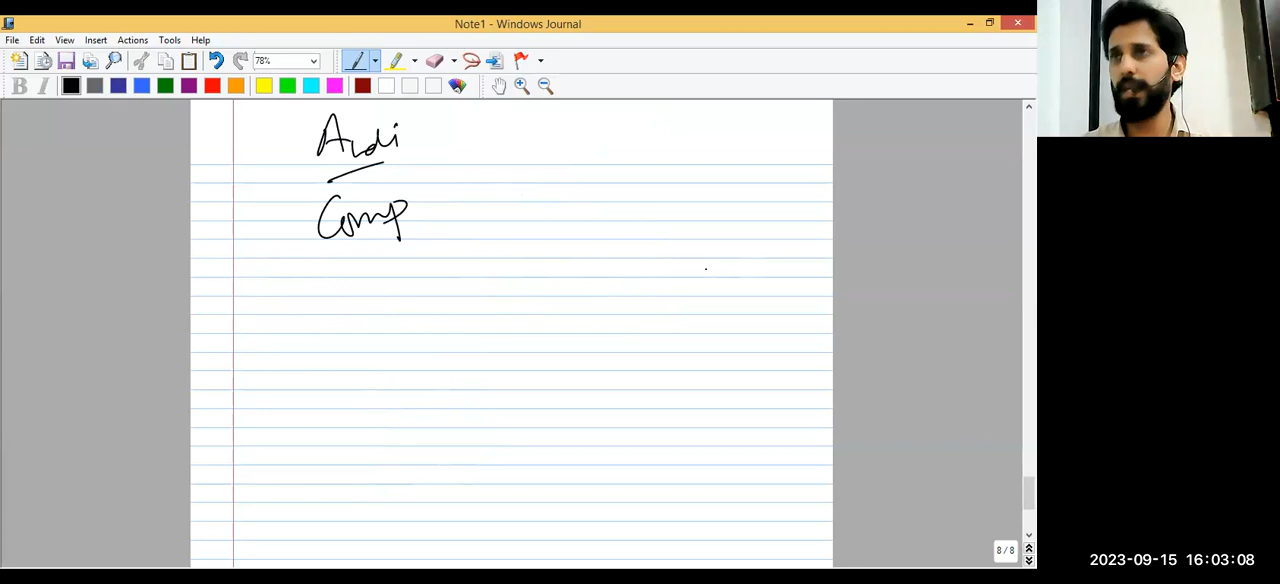 Note1 - Windows Journal
File Edit View Insert Actions Tools Help
78%
B I
Audi
Comp
8 / 8
2023-09-15 16:03:08